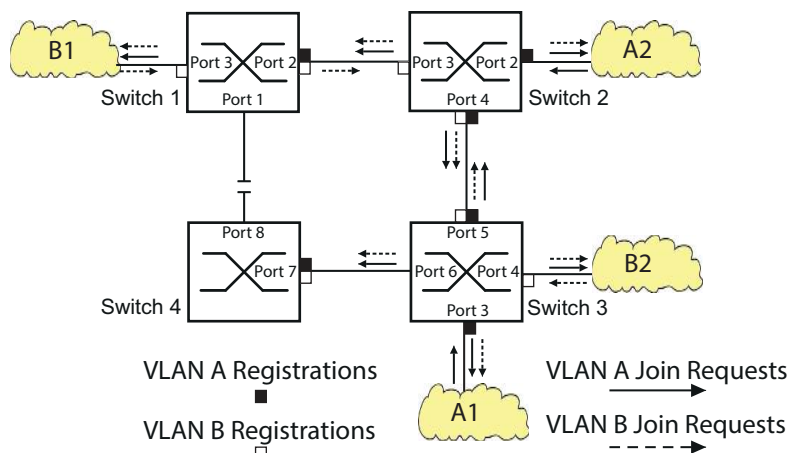 B1
Port 3
Port 2
Port 1
Switch 1
Port 3
Port 2
Port 4
Switch 2
A2
Port 8
Port 7
Switch 4
Port 5
Port 6
Port 4
Port 3
Switch 3
B2
A1
VLAN A Registrations
VLAN B Registrations
VLAN A Join Requests
VLAN B Join Requests